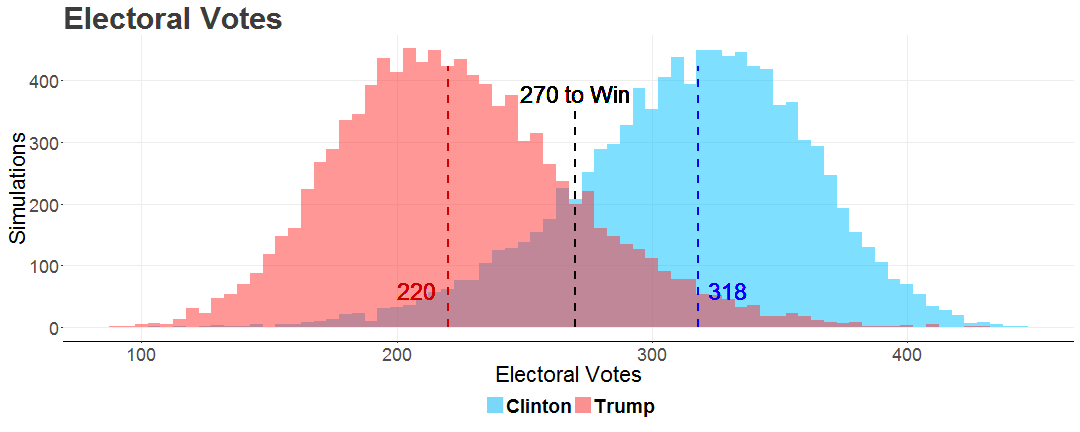 Electoral Votes
Simulations
400
300
200
100
0
270 to Win
220
318
100 200 300 400
Electoral Votes
Clinton Trump